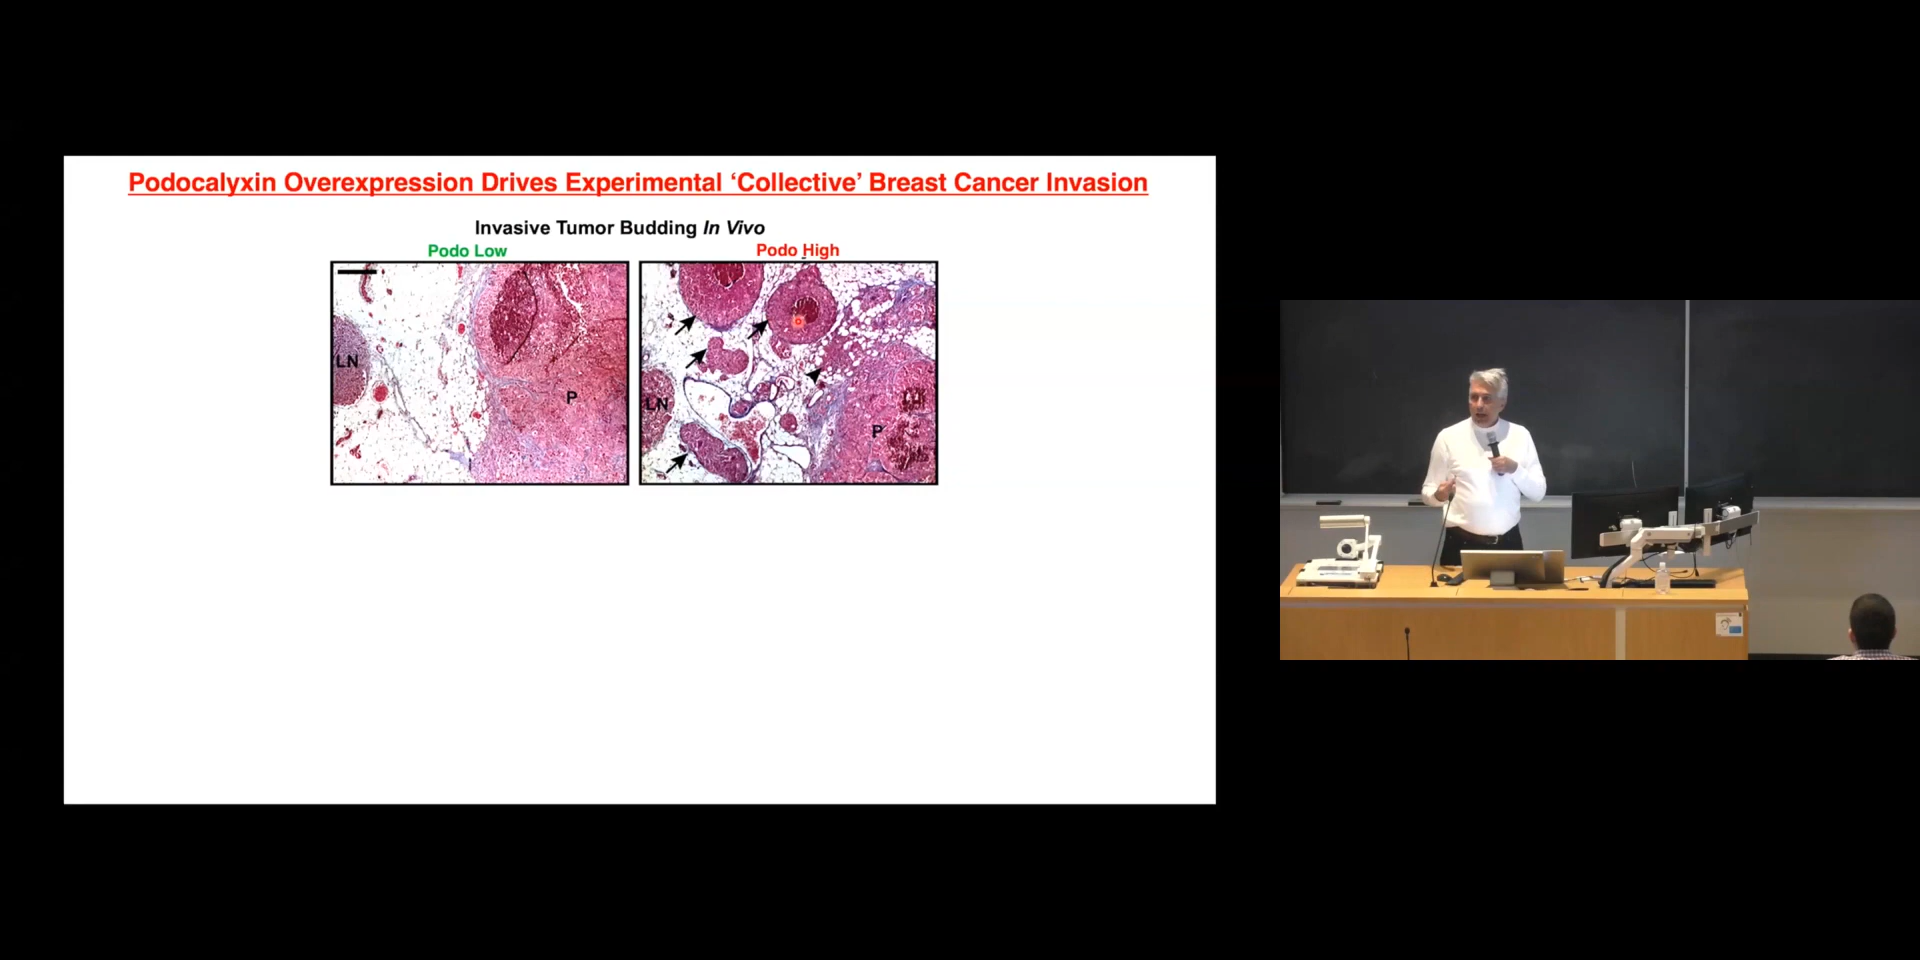 Podocalyxin Overexpression Drives Experimental ‘Collective’ Breast Cancer Invasion
Invasive Tumor Budding In Vivo
Podo Low
Podo High
LN
P
LN
P